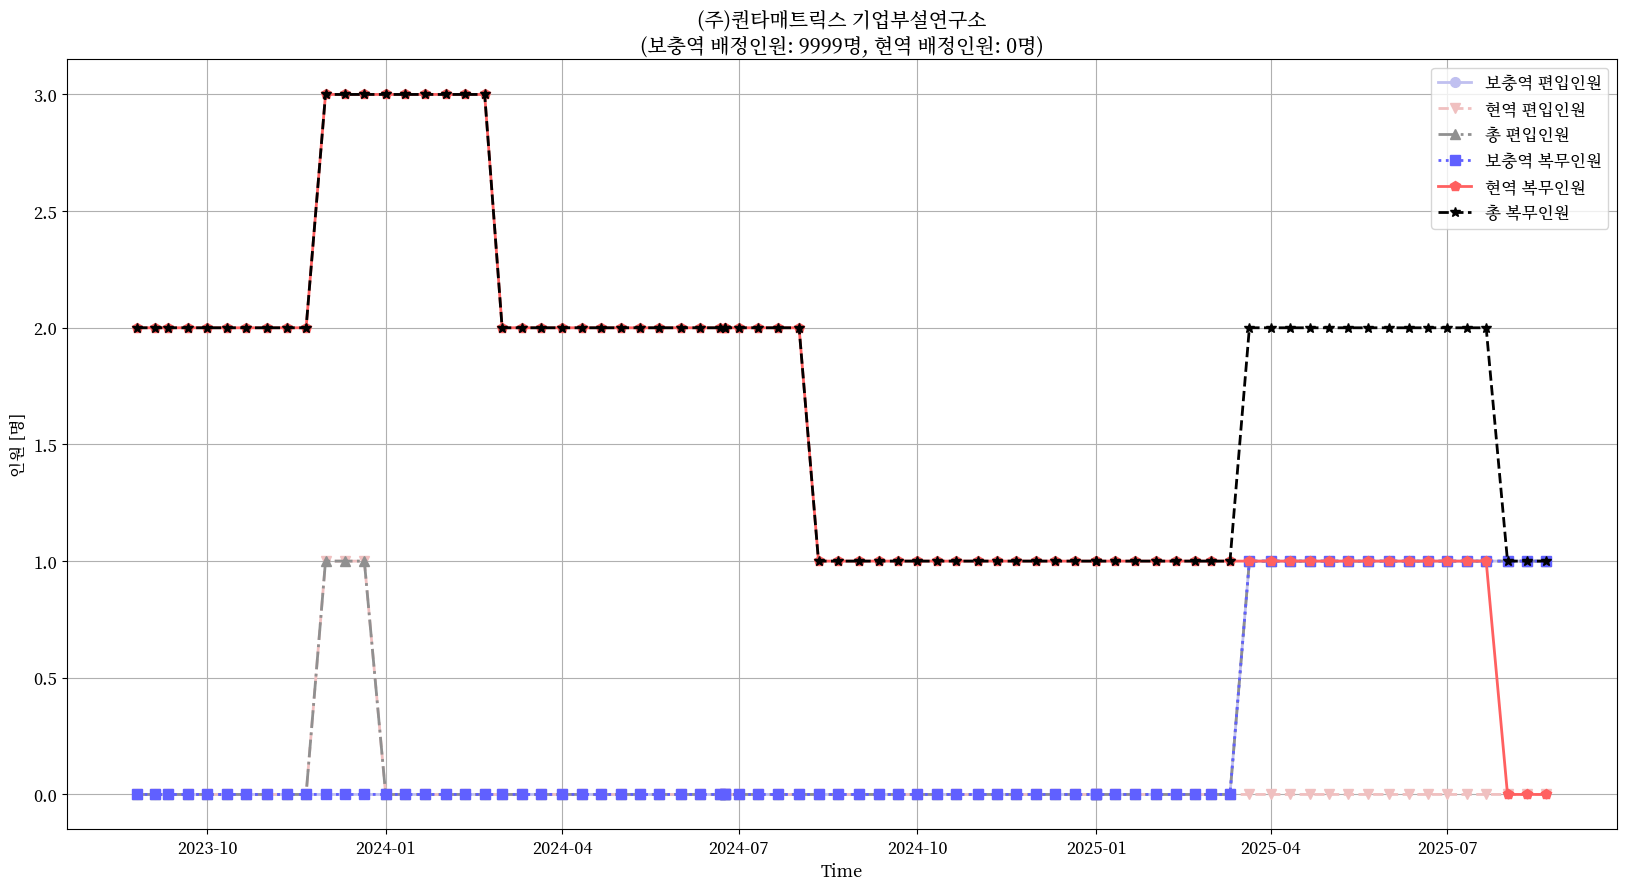 (주)퀀타매트릭스 기업부설연구소
(보충역 배정인원: 9999명, 현역 배정인원: 0명)
보충역 편입인원
현역 편입인원
총 편입인원
보충역 복무인원
현역 복무인원
총 복무인원
인원 [명]
3.0
2.5
2.0
1.5
1.0
0.5
0.0
2023-10
2024-01
2024-04
2024-07
2024-10
2025-01
2025-04
2025-07
Time